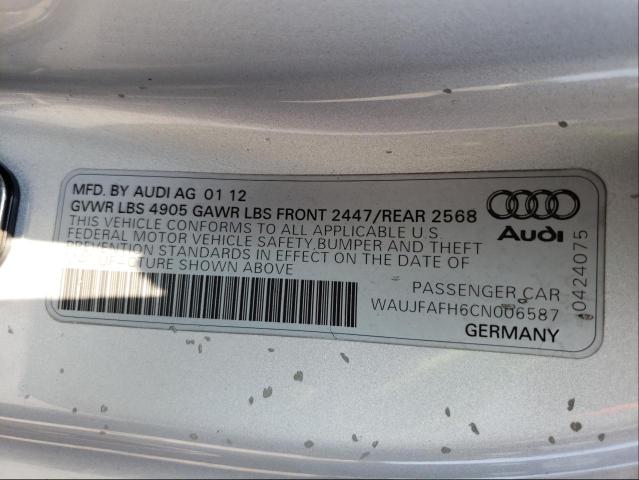 MFD. BY AUDI AG 01 12
GVWR LBS 4905 GAWR LBS FRONT 2447/REAR 2568
THIS VEHICLE CONFORMS TO ALL APPLICABLE U.S
FEDERAL MOTOR VEHICLE SAFETY, BUMPER AND THEFT
PREVENTION STANDARDS IN EFFECT ON THE DATE OF
SHOWN ABOVE
Audi
PASSENGER CAR
WAUJFAFH6CN006587
GERMANY
A0424075